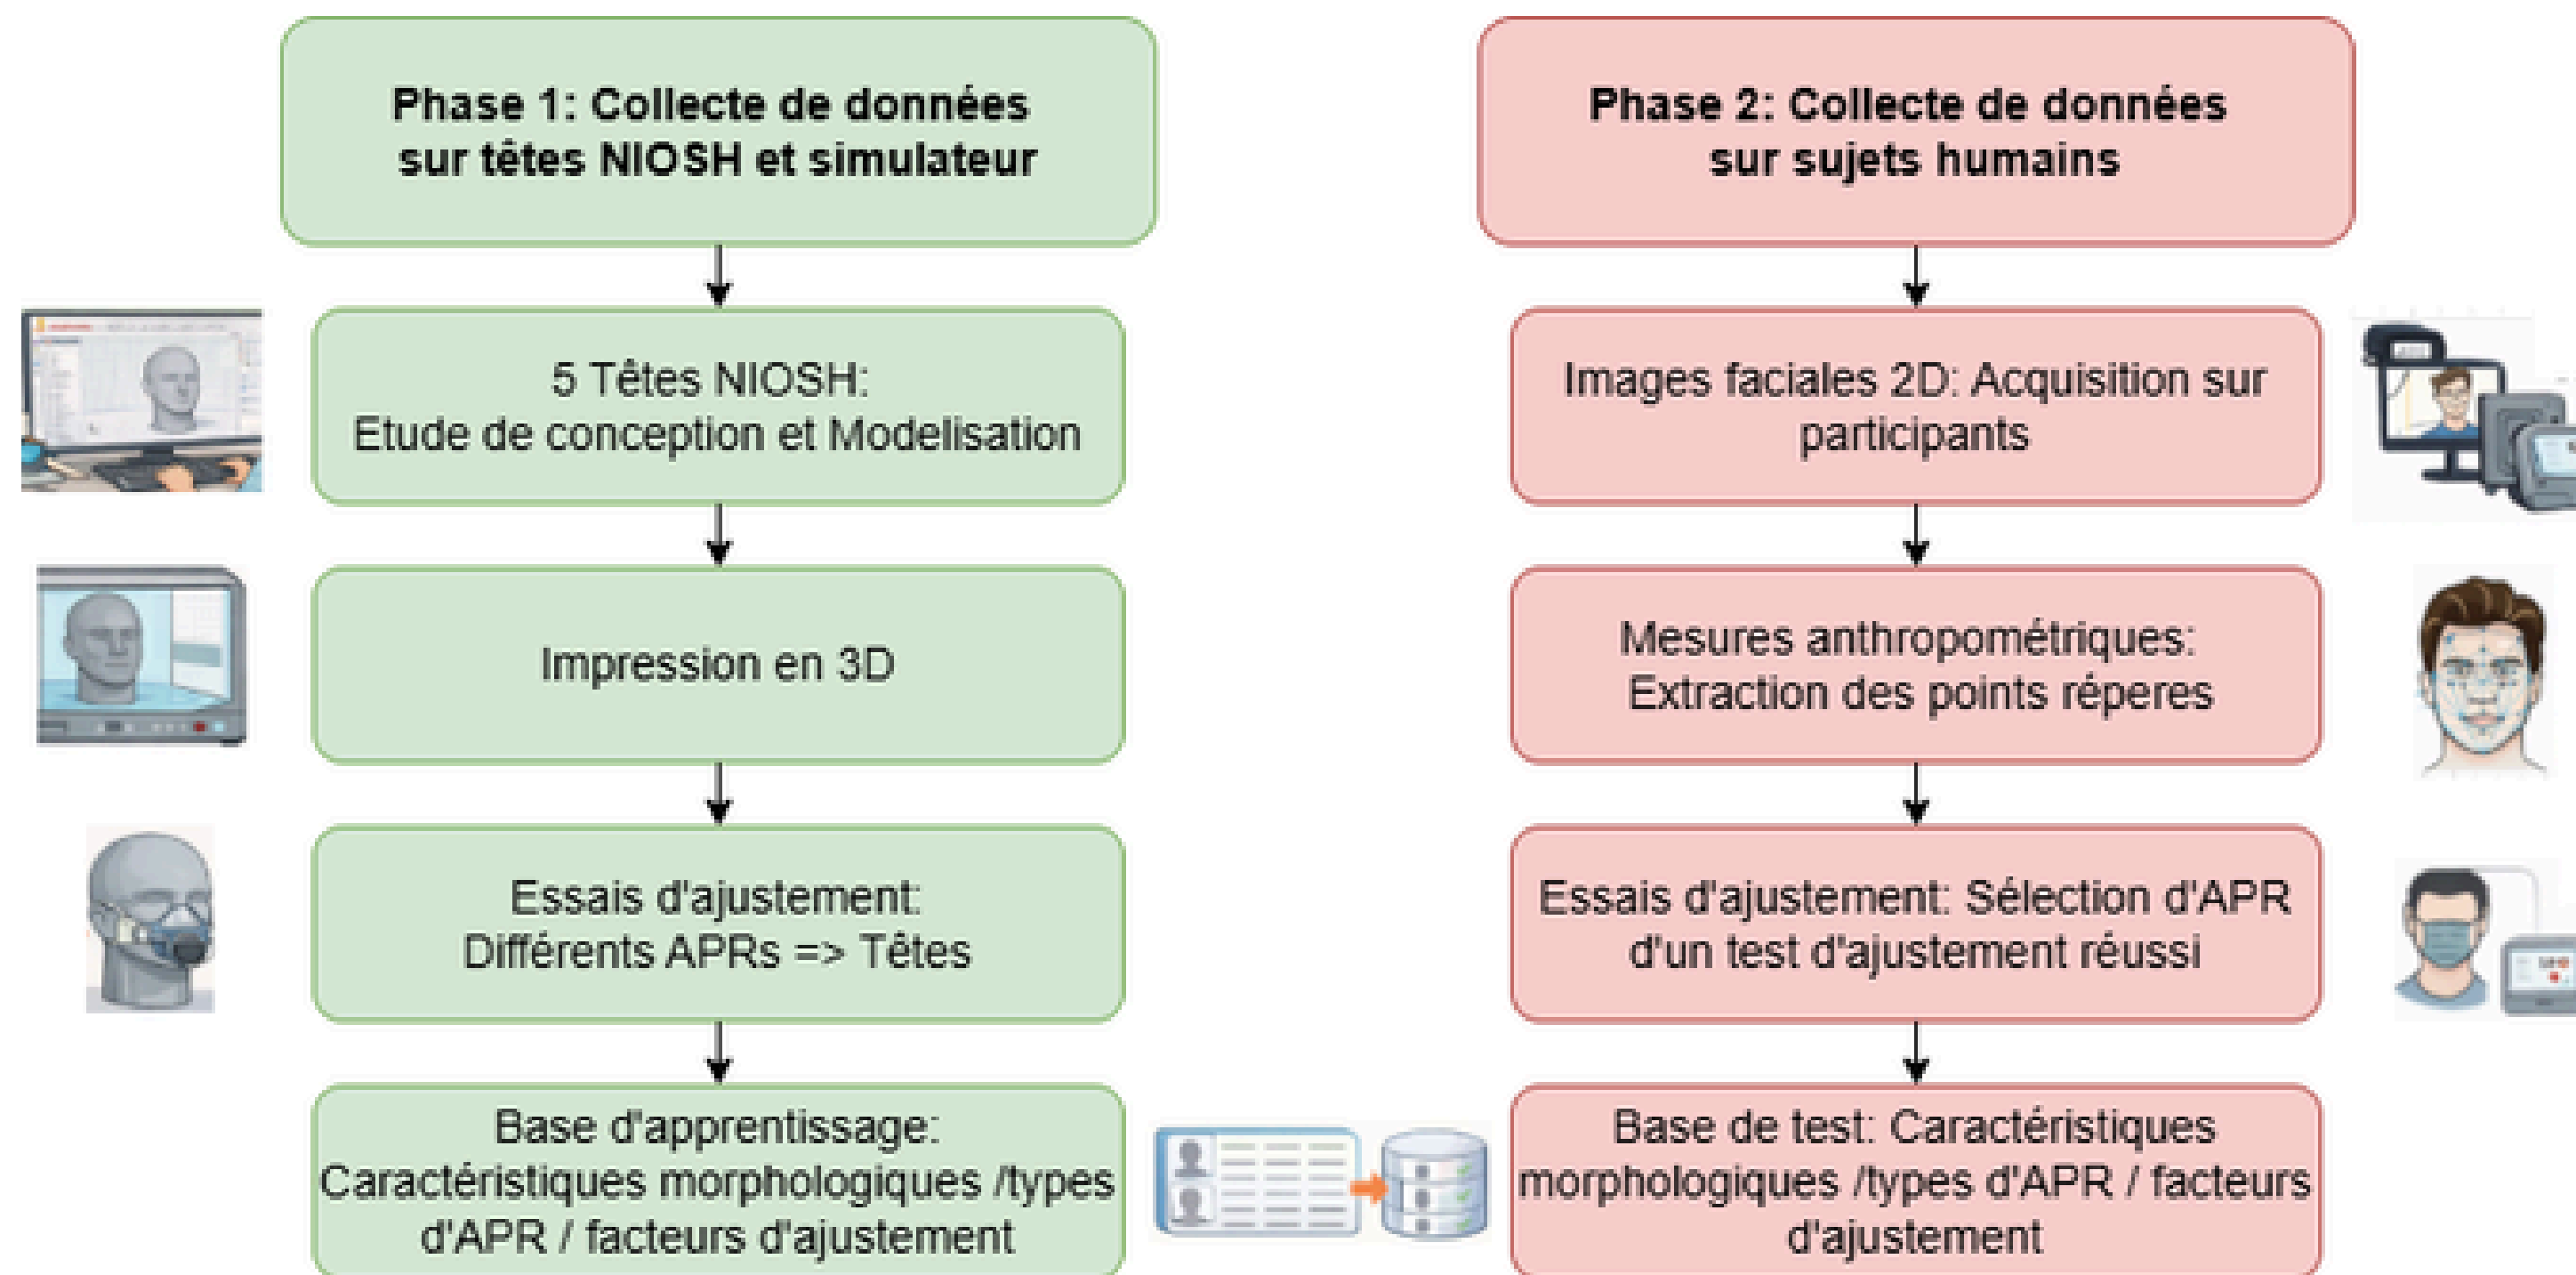 Phase 1: Collecte de données
sur têtes NIOSH et simulateur
5 Têtes NIOSH:
Etude de conception et Modelisation
Impression en 3D
Essais d'ajustement:
Différents APRs => Têtes
Base d'apprentissage:
Caractéristiques morphologiques /types
d'APR / facteurs d'ajustement
Phase 2: Collecte de données
sur sujets humains
Images faciales 2D: Acquisition sur
participants
Mesures anthropométriques:
Extraction des points réperes
Essais d'ajustement: Sélection d'APR
d'un test d'ajustement réussi
Base de test: Caractéristiques
morphologiques /types d'APR / facteurs
d'ajustement